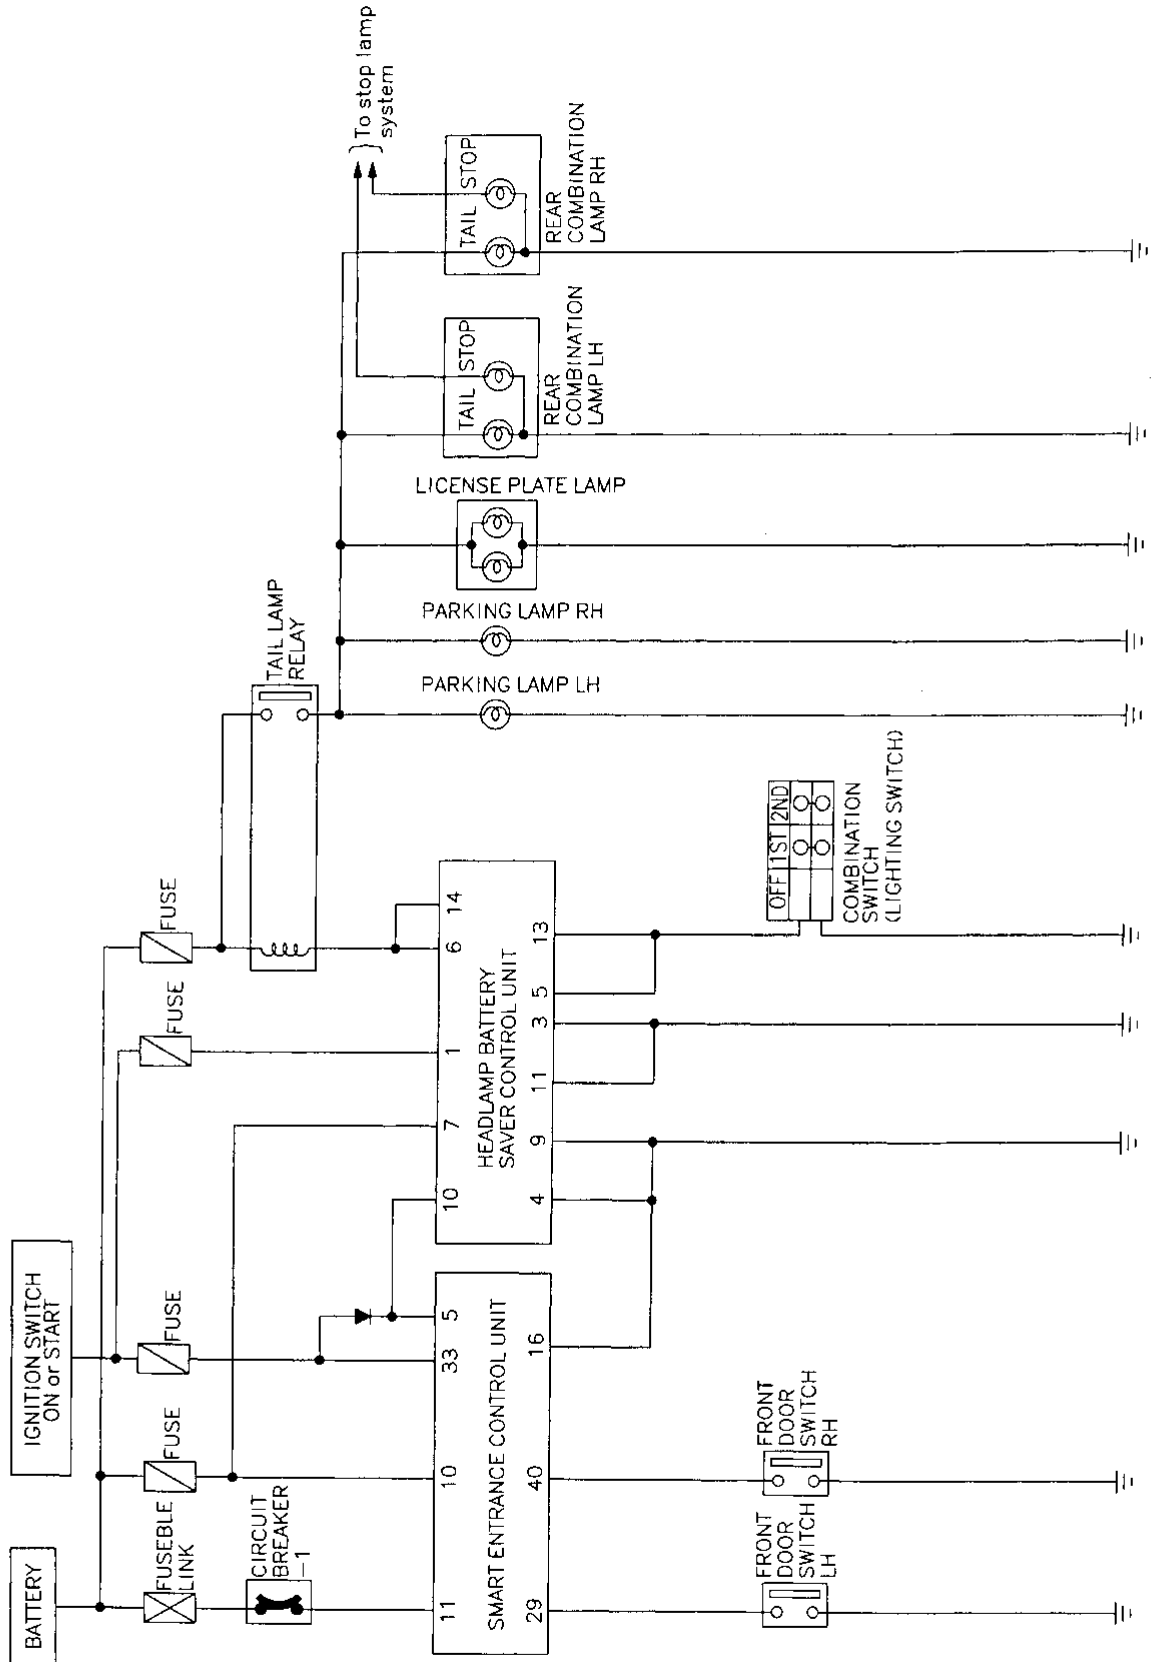 BATTERY
IGNITION SWITCH
ON or START
FUSEBLE
LINK
FUSE
FUSE
FUSE
FUSE
CIRCUIT
BREAKER
-1
TAIL LAMP
RELAY
To stop lamp
system
11
10
33
5
SMART ENTRANCE CONTROL UNIT
29
40
16
10
7
1
6
14
HEADLAMP BATTERY
SAVER CONTROL UNIT
4
9
11
3
5
13
PARKING LAMP LH
PARKING LAMP RH
LICENSE PLATE LAMP
TAIL
STOP
REAR
COMBINATION
LAMP LH
TAIL
STOP
REAR
COMBINATION
LAMP RH
FRONT
DOOR
SWITCH
LH
FRONT
DOOR
SWITCH
RH
OFF 1ST 2ND
COMBINATION
SWITCH
(LIGHTING SWITCH)